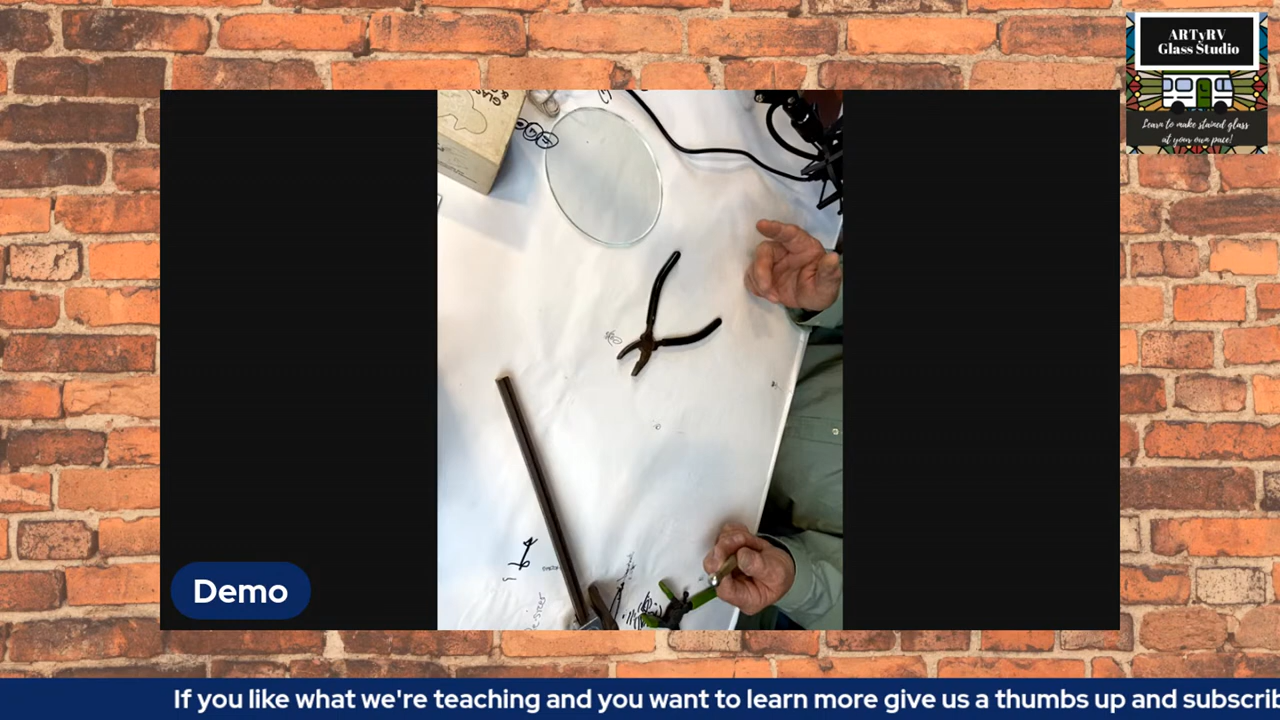 ARTyRV
Glass Studio
Learn to make stained glass
at your own pace!
Demo
If you like what we're teaching and you want to learn more give us a thumbs up and subscrib